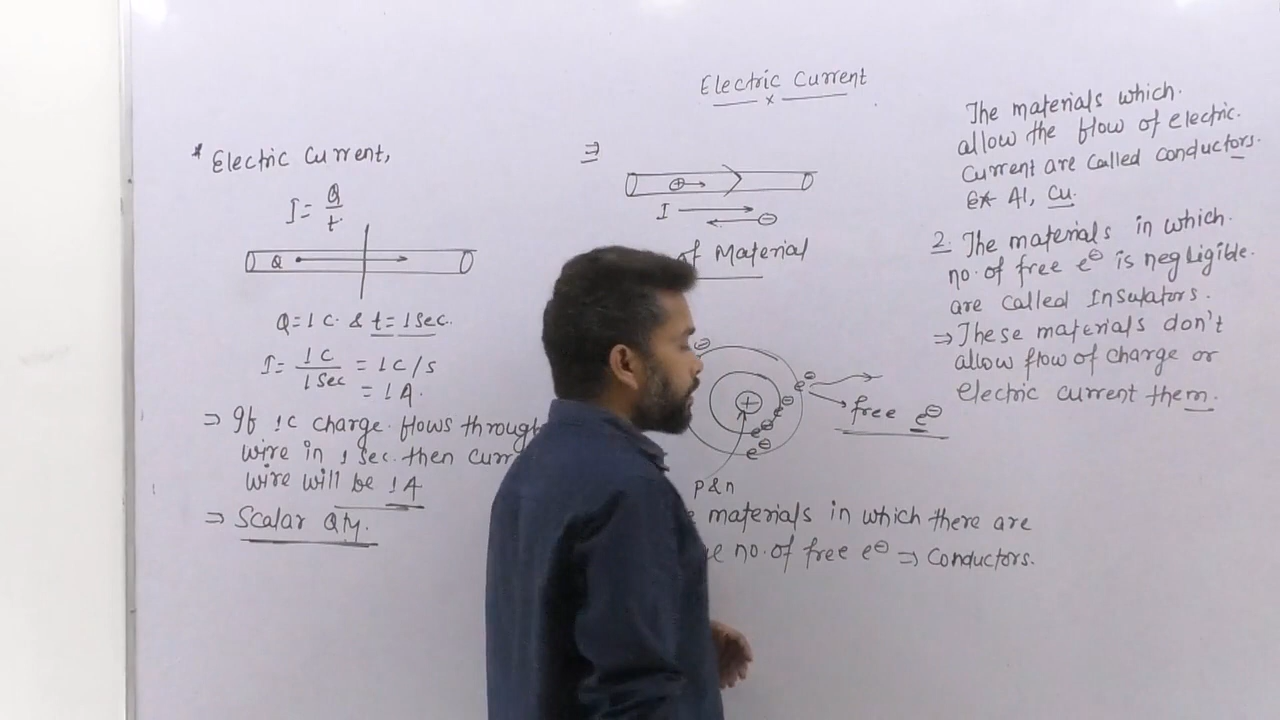 Electric Current
x
* Electric Current,
I = Q/t.
Q
Q = 1 C. & t = 1 Sec.
I = 1C/1Sec = 1C/s
= 1A.
⇒ If 1C charge flows through
wire in 1 sec. then curr
wire will be 1A
⇒ Scalar Qty.
⇒
⊕→
I →
← ⊖
of Material
⊖
e⊖
e⊖
e⊖
e⊖
+
free e⊖
p & n
materials in which there are
no. of free e⊖ ⇒ Conductors.
The materials which.
allow the flow of electric.
Current are called conductors.
Ex Al, Cu.
2. The materials in which.
no. of free e⊖ is negligible.
are called Insulators.
⇒ These materials don't
allow flow of charge or
electric current them.